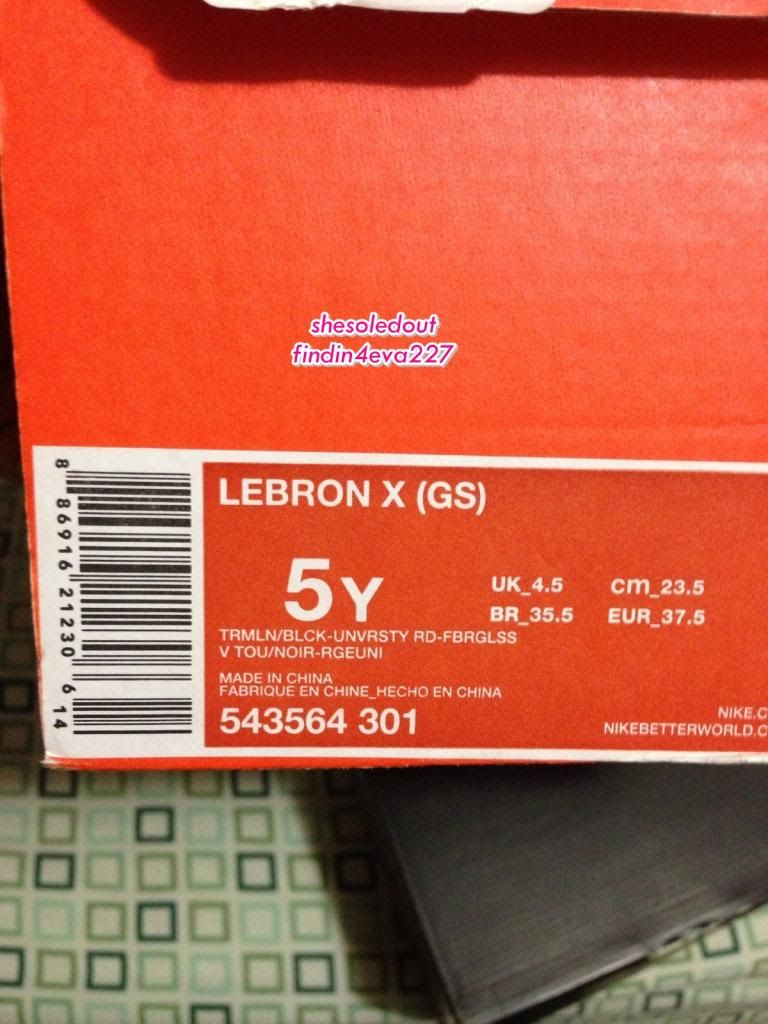 shesoledout
findin4eva227
8 86916 21230 6 14
LEBRON X (GS)
5Y
UK_4.5 cm_23.5
BR_35.5 EUR_37.5
TRMLN/BLCK-UNVRSTY RD-FBRGLSS
V TOU/NOIR-RGEUNI
MADE IN CHINA
FABRIQUE EN CHINE_HECHO EN CHINA
543564 301
NIKE.C
NIKEBETTERWORLD.C